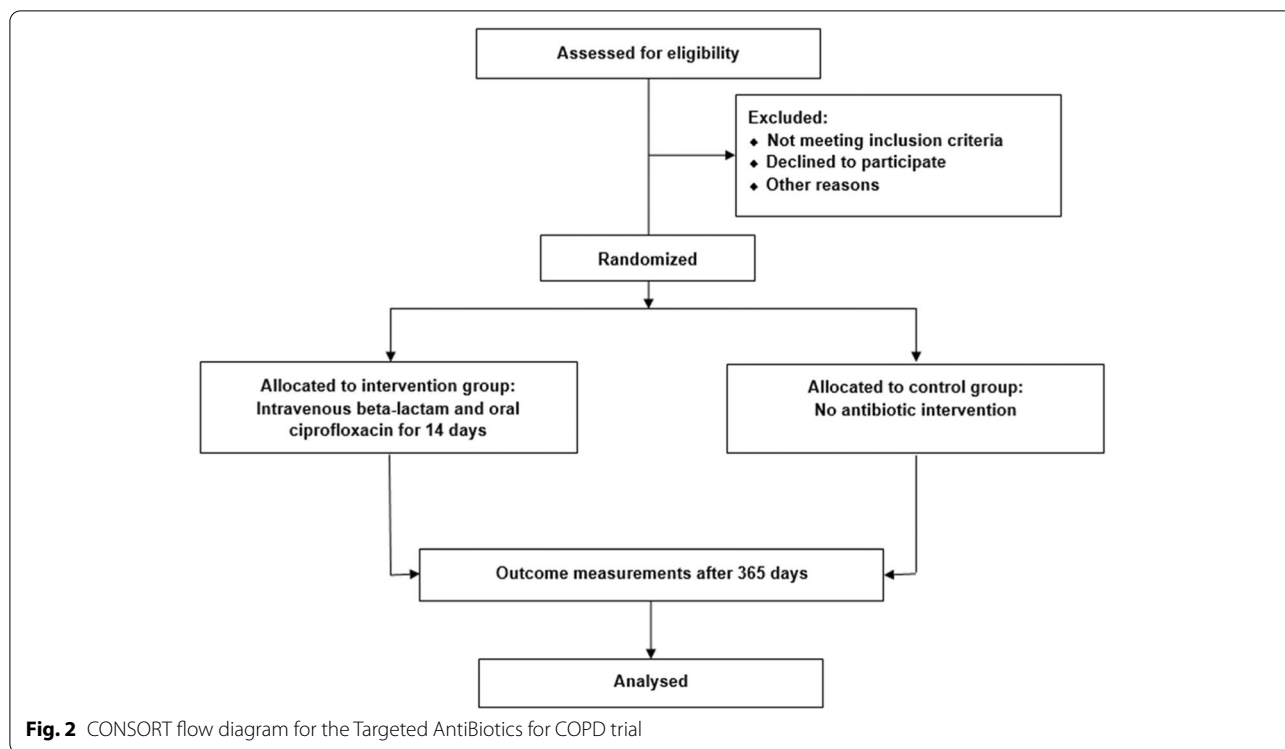 Assessed for eligibility
Excluded:
◆ Not meeting inclusion criteria
◆ Declined to participate
◆ Other reasons
Randomized
Allocated to intervention group:
Intravenous beta-lactam and oral
ciprofloxacin for 14 days
Allocated to control group:
No antibiotic intervention
Outcome measurements after 365 days
Analysed
Fig. 2 CONSORT flow diagram for the Targeted AntiBiotics for COPD trial